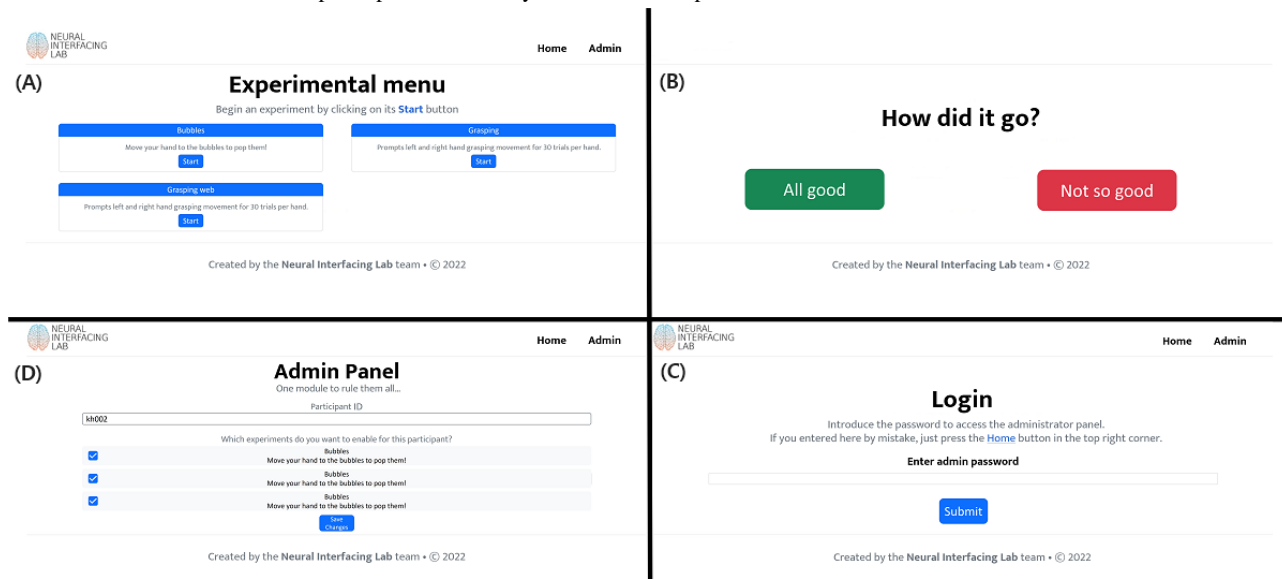 NEURAL
INTERFACING
LAB
Home Admin
(A)
Experimental menu
Begin an experiment by clicking on its Start button
Bubbles
Move your hand to the bubbles to pop them!
Start
Grasping
Prompts left and right hand grasping movement for 30 trials per hand.
Start
Grasping web
Prompts left and right hand grasping movement for 30 trials per hand.
Start
Created by the Neural Interfacing Lab team • © 2022
(B)
How did it go?
All good
Not so good
Created by the Neural Interfacing Lab team • © 2022
NEURAL
INTERFACING
LAB
Home Admin
(D)
Admin Panel
One module to rule them all...
Participant ID
kh002
Which experiments do you want to enable for this participant?
Bubbles
Move your hand to the bubbles to pop them!
Bubbles
Move your hand to the bubbles to pop them!
Bubbles
Move your hand to the bubbles to pop them!
Save
Changes
Created by the Neural Interfacing Lab team • © 2022
NEURAL
INTERFACING
LAB
Home Admin
(C)
Login
Introduce the password to access the administrator panel.
If you entered here by mistake, just press the Home button in the top right corner.
Enter admin password
Submit
Created by the Neural Interfacing Lab team • © 2022